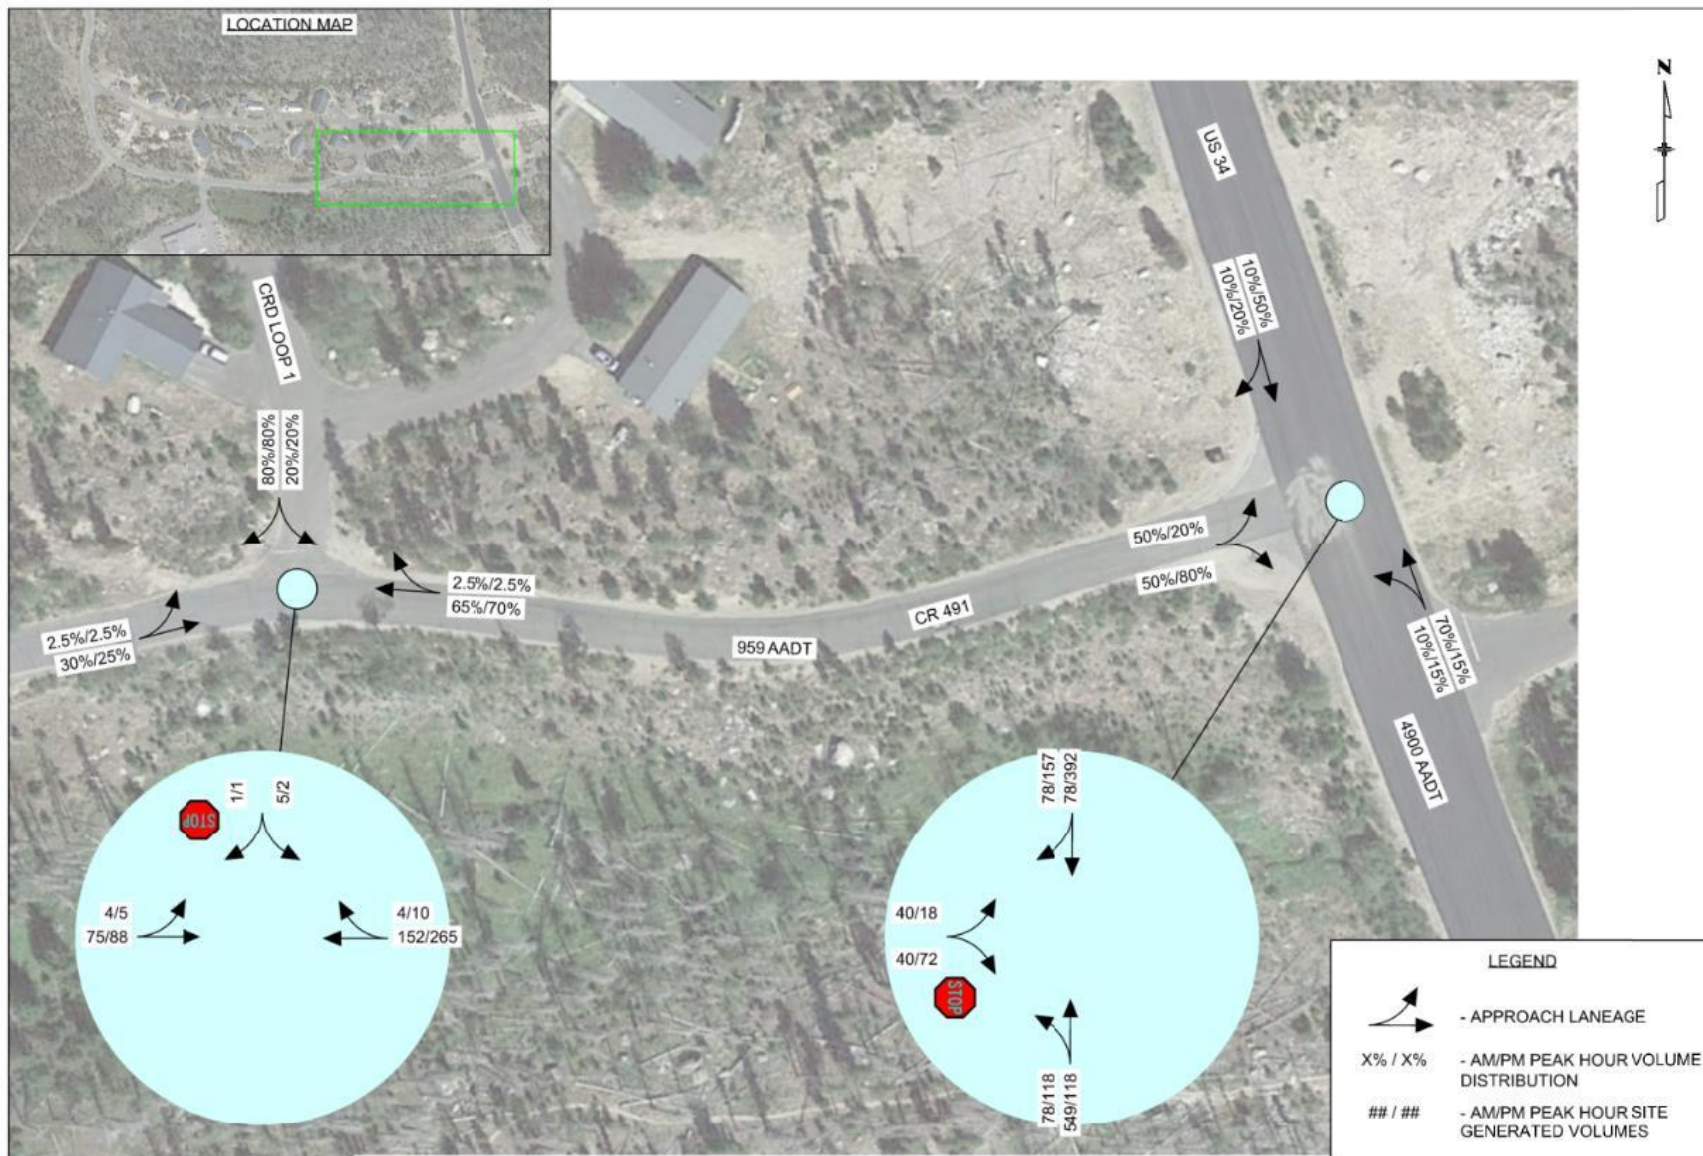 LOCATION MAP
N
US 34
10%/50%
10%/20%
CRD LOOP 1
80%/80%
20%/20%
50%/20%
50%/80%
2.5%/2.5%
65%/70%
CR 491
2.5%/2.5%
30%/25%
959 AADT
70%/15%
10%/15%
4900 AADT
1/1
5/2
STOP
4/5
75/88
4/10
152/265
78/157
78/392
40/18
40/72
STOP
78/118
549/118
LEGEND
- APPROACH LANEAGE
X% / X% - AM/PM PEAK HOUR VOLUME
DISTRIBUTION
## / ## - AM/PM PEAK HOUR SITE
GENERATED VOLUMES